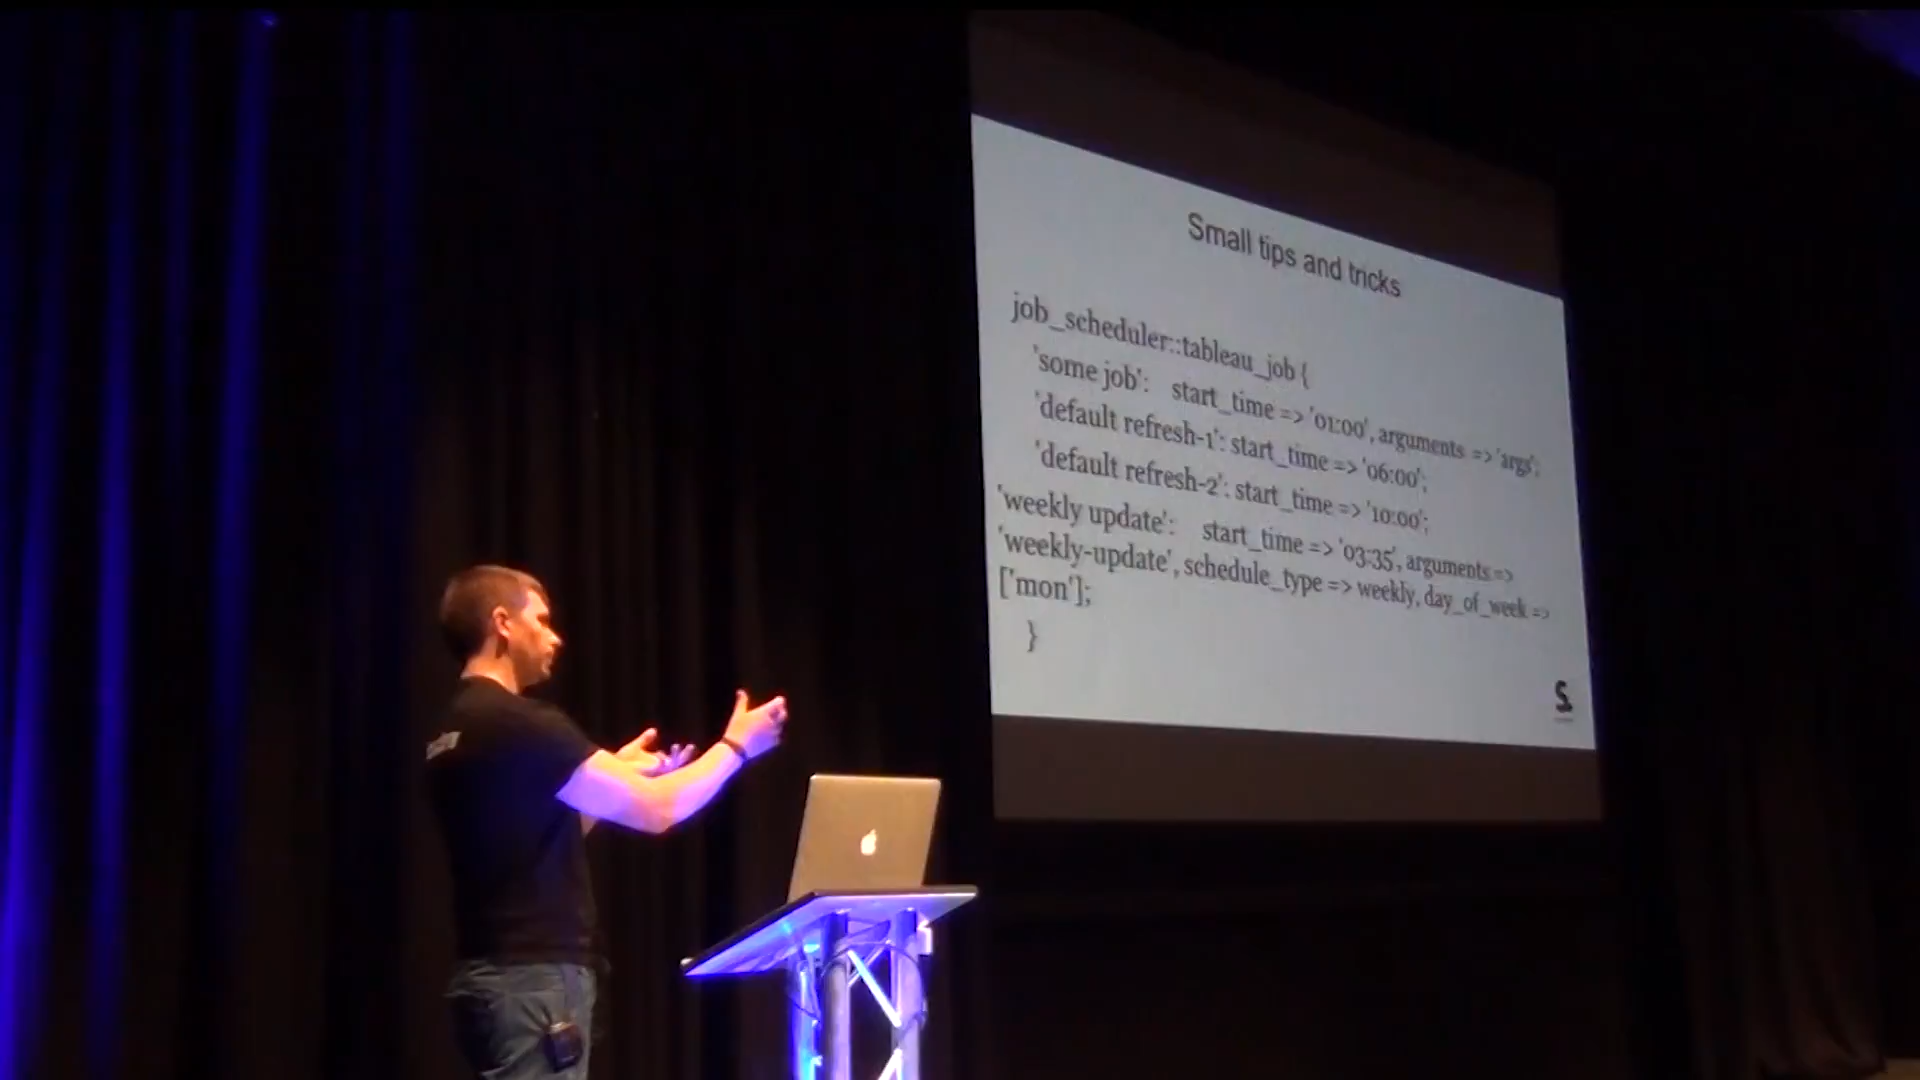 Small tips and tricks
job_scheduler::tableau_job {
'some job': start_time => '01:00', arguments => 'args';
'default refresh-1': start_time => '06:00';
'default refresh-2': start_time => '10:00';
'weekly update': start_time => '03:35', arguments =>
'weekly-update', schedule_type => weekly, day_of_week =>
['mon'];
}
S.